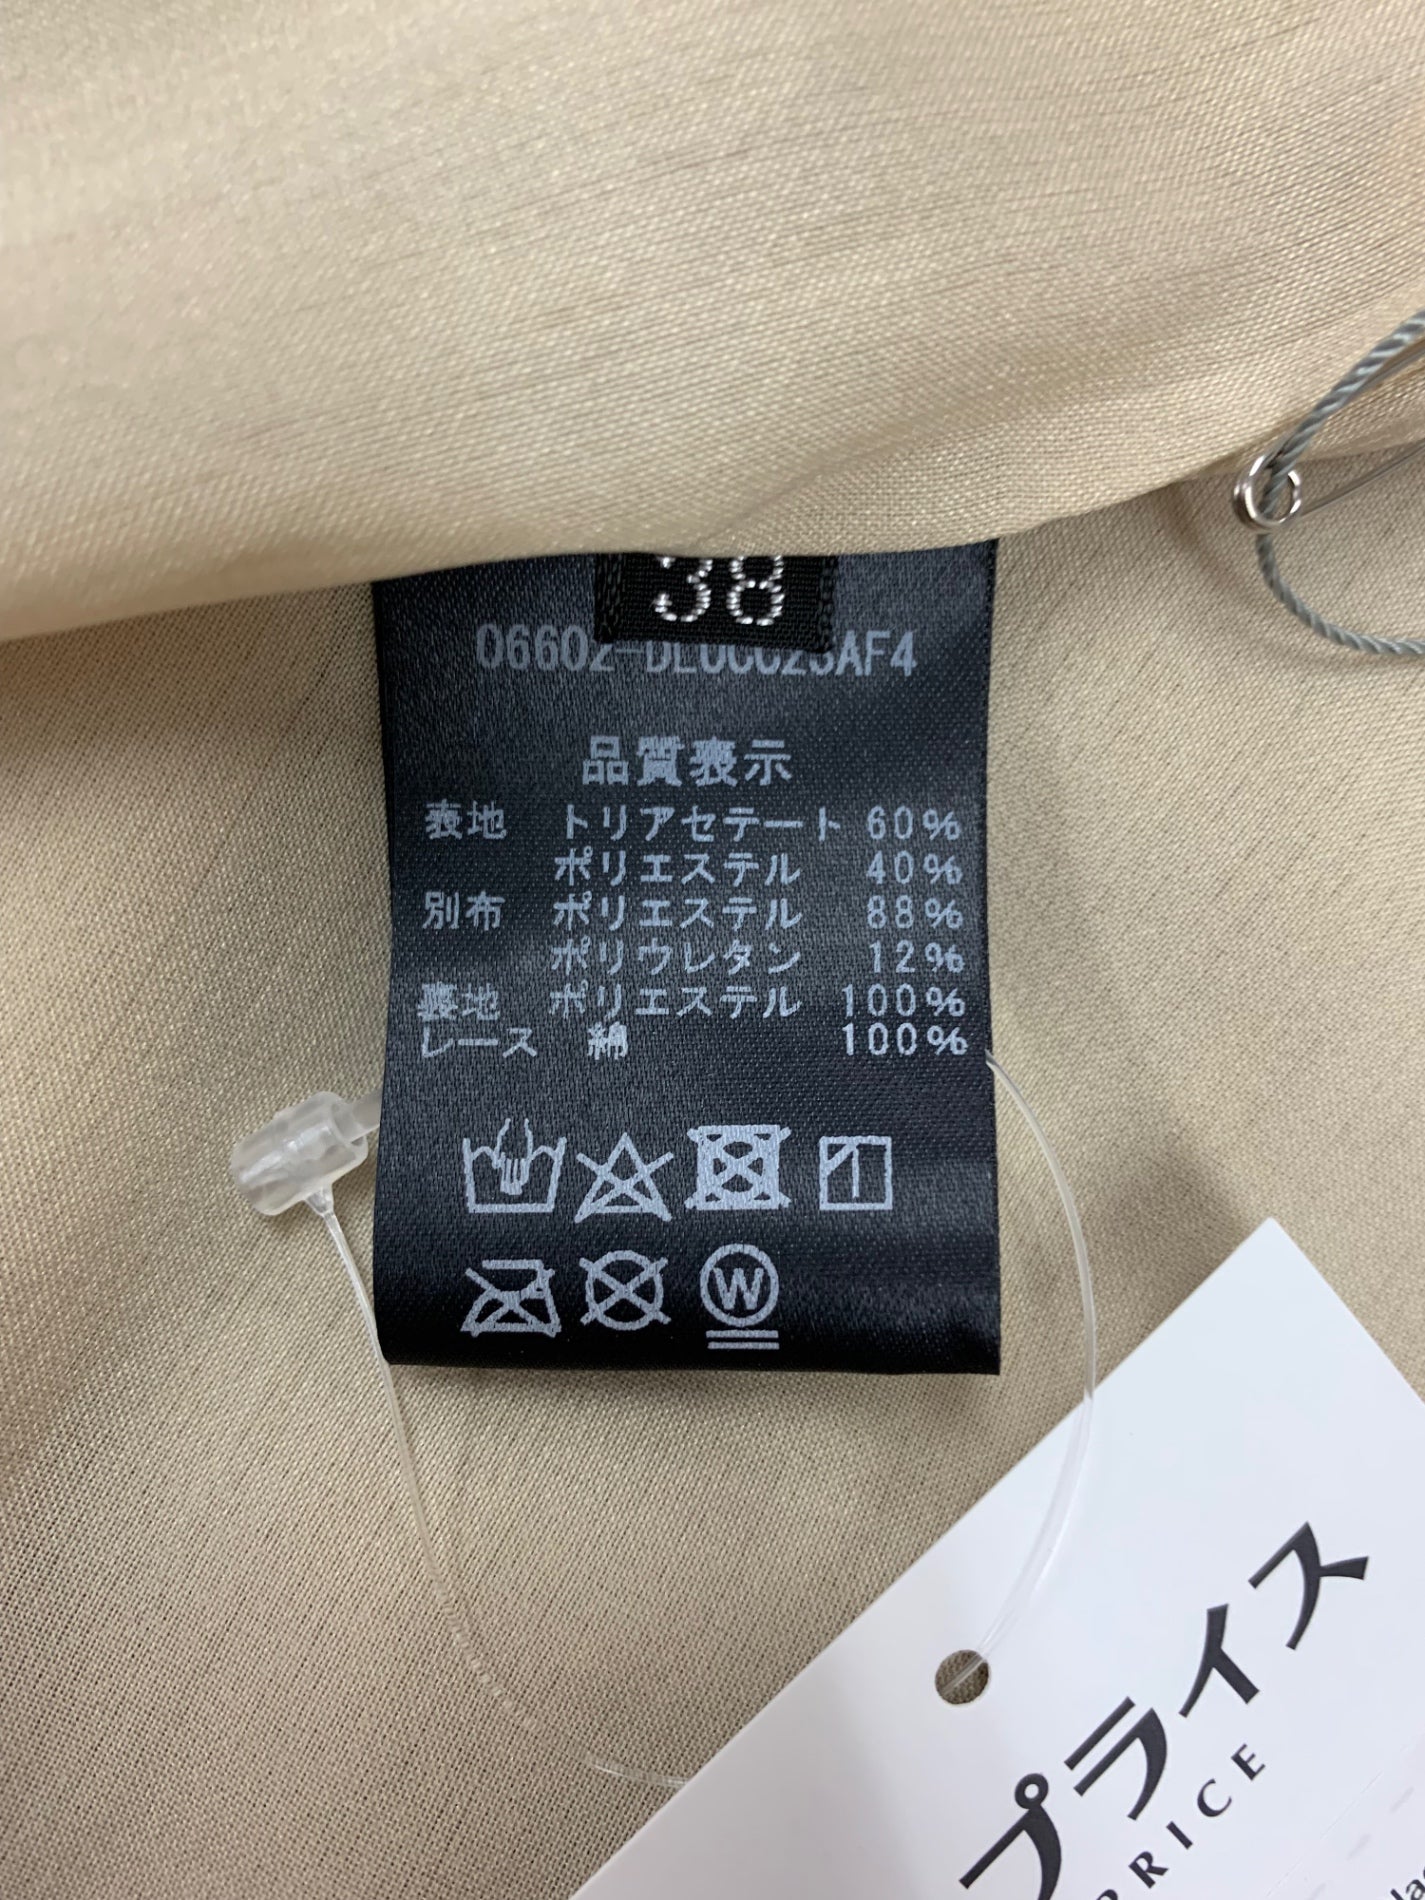 38
品質表示
表地 トリアセテート 60%
ポリエステル 40%
別布 ポリエステル 88%
ポリウレタン 12%
裏地 ポリエステル 100%
レース 綿 100%
W
プライス
PRICE